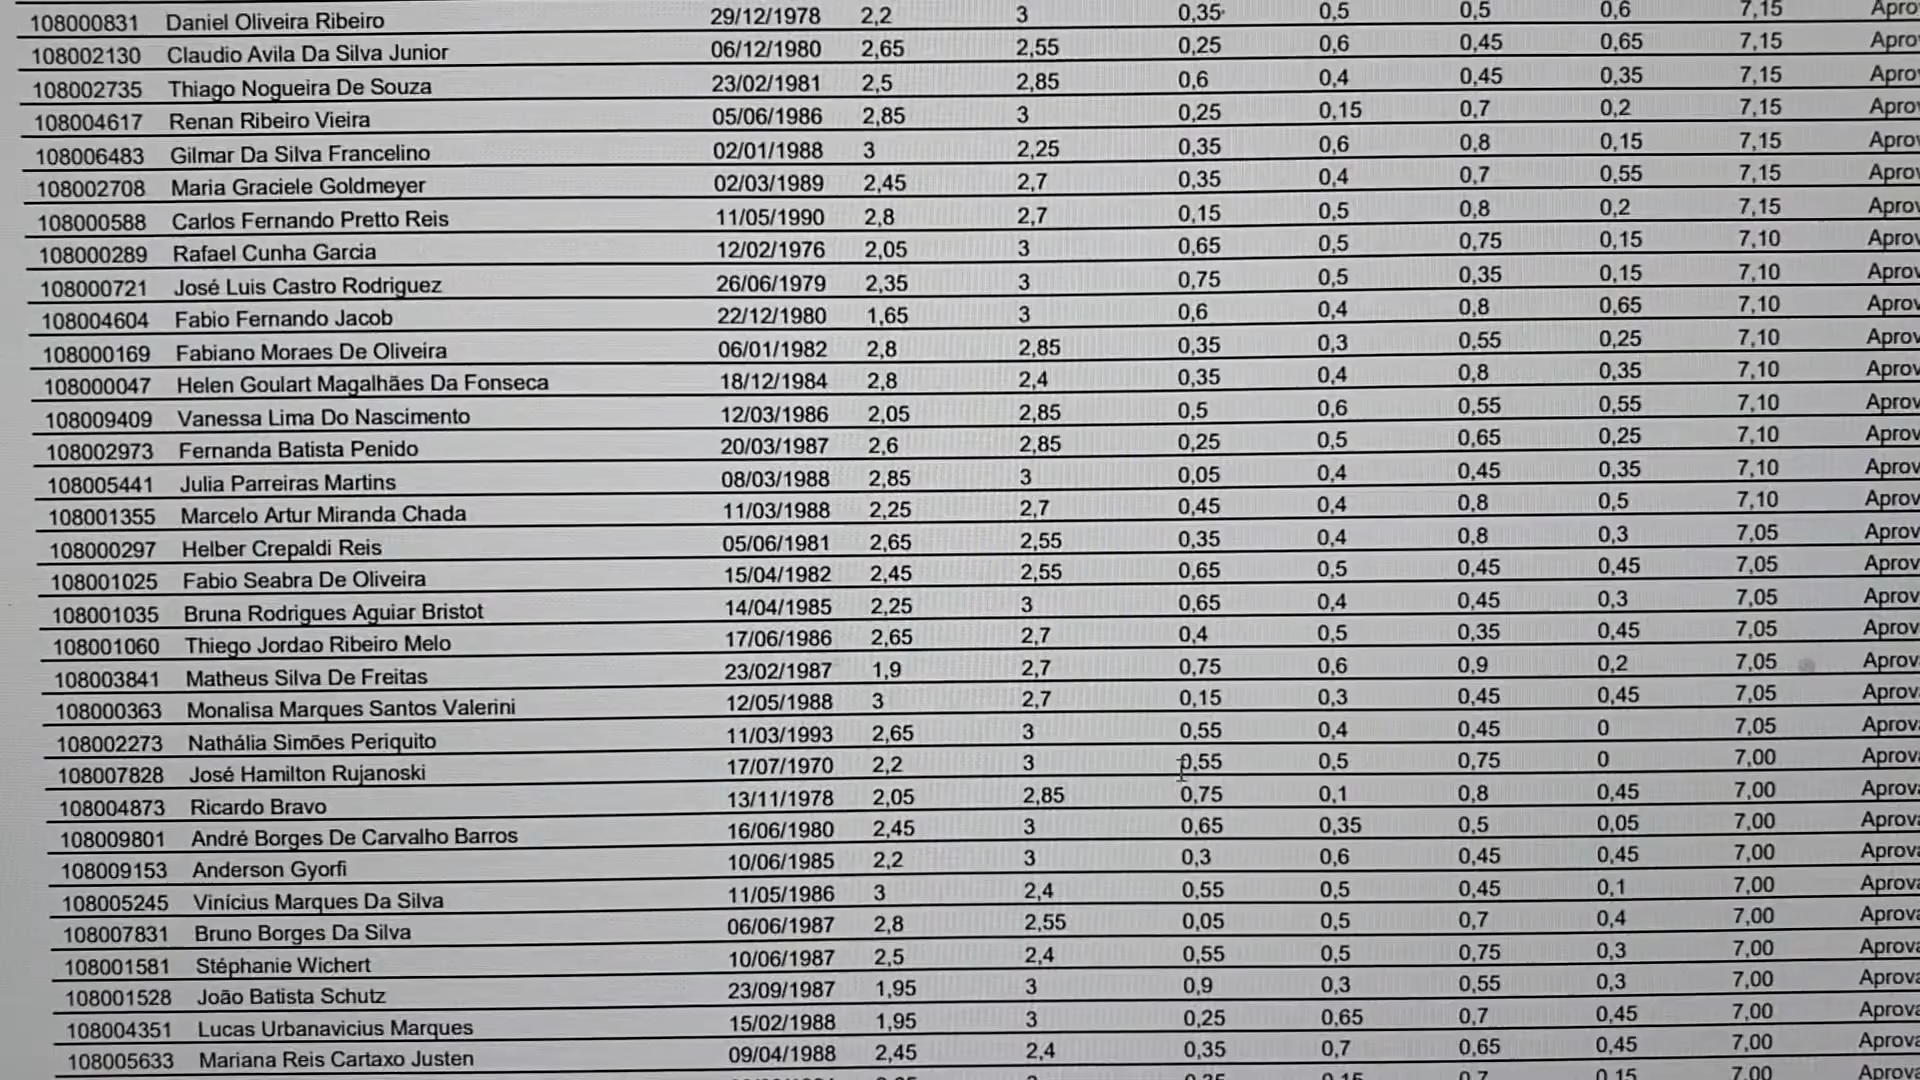 108000831 Daniel Oliveira Ribeiro 29/12/1978 2,2 3 0,35 0,5 0,5 0,6 7,15 Apro
108002130 Claudio Avila Da Silva Junior 06/12/1980 2,65 2,55 0,25 0,6 0,45 0,65 7,15 Apro
108002735 Thiago Nogueira De Souza 23/02/1981 2,5 2,85 0,6 0,4 0,45 0,35 7,15 Aprov
108004617 Renan Ribeiro Vieira 05/06/1986 2,85 3 0,25 0,15 0,7 0,2 7,15 Aprov
108006483 Gilmar Da Silva Francelino 02/01/1988 3 2,25 0,35 0,6 0,8 0,15 7,15 Aprov
108002708 Maria Graciele Goldmeyer 02/03/1989 2,45 2,7 0,35 0,4 0,7 0,55 7,15 Aprov
108000588 Carlos Fernando Pretto Reis 11/05/1990 2,8 2,7 0,15 0,5 0,8 0,2 7,15 Aprov
108000289 Rafael Cunha Garcia 12/02/1976 2,05 3 0,65 0,5 0,75 0,15 7,10 Aprov
108000721 José Luis Castro Rodriguez 26/06/1979 2,35 3 0,75 0,5 0,35 0,15 7,10 Aprov
108004604 Fabio Fernando Jacob 22/12/1980 1,65 3 0,6 0,4 0,8 0,65 7,10 Aprov
108000169 Fabiano Moraes De Oliveira 06/01/1982 2,8 2,85 0,35 0,3 0,55 0,25 7,10 Aprov
108000047 Helen Goulart Magalhães Da Fonseca 18/12/1984 2,8 2,4 0,35 0,4 0,8 0,35 7,10 Aprov
108009409 Vanessa Lima Do Nascimento 12/03/1986 2,05 2,85 0,5 0,6 0,55 0,55 7,10 Aprov
108002973 Fernanda Batista Penido 20/03/1987 2,6 2,85 0,25 0,5 0,65 0,25 7,10 Aprov
108005441 Julia Parreiras Martins 08/03/1988 2,85 3 0,05 0,4 0,45 0,35 7,10 Aprov
108001355 Marcelo Artur Miranda Chada 11/03/1988 2,25 2,7 0,45 0,4 0,8 0,5 7,10 Aprov
108000297 Helber Crepaldi Reis 05/06/1981 2,65 2,55 0,35 0,4 0,8 0,3 7,05 Aprov
108001025 Fabio Seabra De Oliveira 15/04/1982 2,45 2,55 0,65 0,5 0,45 0,45 7,05 Aprov
108001035 Bruna Rodrigues Aguiar Bristot 14/04/1985 2,25 3 0,65 0,4 0,45 0,3 7,05 Aprov
108001060 Thiego Jordao Ribeiro Melo 17/06/1986 2,65 2,7 0,4 0,5 0,35 0,45 7,05 Aprov
108003841 Matheus Silva De Freitas 23/02/1987 1,9 2,7 0,75 0,6 0,9 0,2 7,05 Aprov
108000363 Monalisa Marques Santos Valerini 12/05/1988 3 2,7 0,15 0,3 0,45 0,45 7,05 Aprov
108002273 Nathália Simões Periquito 11/03/1993 2,65 3 0,55 0,4 0,45 0 7,05 Aprov
108007828 José Hamilton Rujanoski 17/07/1970 2,2 3 0,55 0,5 0,75 0 7,00 Aprova
108004873 Ricardo Bravo 13/11/1978 2,05 2,85 0,75 0,1 0,8 0,45 7,00 Aprova
108009801 André Borges De Carvalho Barros 16/06/1980 2,45 3 0,65 0,35 0,5 0,05 7,00 Aprova
108009153 Anderson Gyorfi 10/06/1985 2,2 3 0,3 0,6 0,45 0,45 7,00 Aprova
108005245 Vinícius Marques Da Silva 11/05/1986 3 2,4 0,55 0,5 0,45 0,1 7,00 Aprova
108007831 Bruno Borges Da Silva 06/06/1987 2,8 2,55 0,05 0,5 0,7 0,4 7,00 Aprova
108001581 Stéphanie Wichert 10/06/1987 2,5 2,4 0,55 0,5 0,75 0,3 7,00 Aprova
108001528 João Batista Schutz 23/09/1987 1,95 3 0,9 0,3 0,55 0,3 7,00 Aprova
108004351 Lucas Urbanavicius Marques 15/02/1988 1,95 3 0,25 0,65 0,7 0,45 7,00 Aprova
108005633 Mariana Reis Cartaxo Justen 09/04/1988 2,45 2,4 0,35 0,7 0,65 0,45 7,00 Aprova
0,15 0,7 0,15 7,00 Aprova